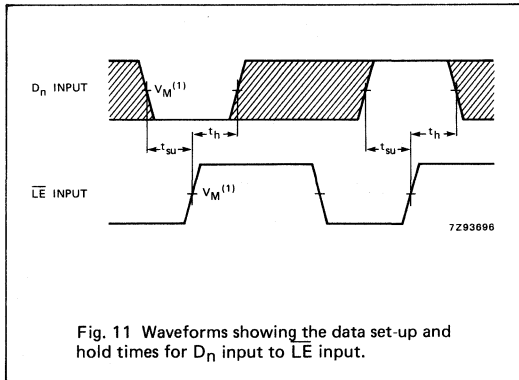 Dn INPUT
VM(1)
th
th
tsu
tsu
LE INPUT
VM(1)
7Z93696
Fig. 11 Waveforms showing the data set-up and
hold times for Dn input to LE input.